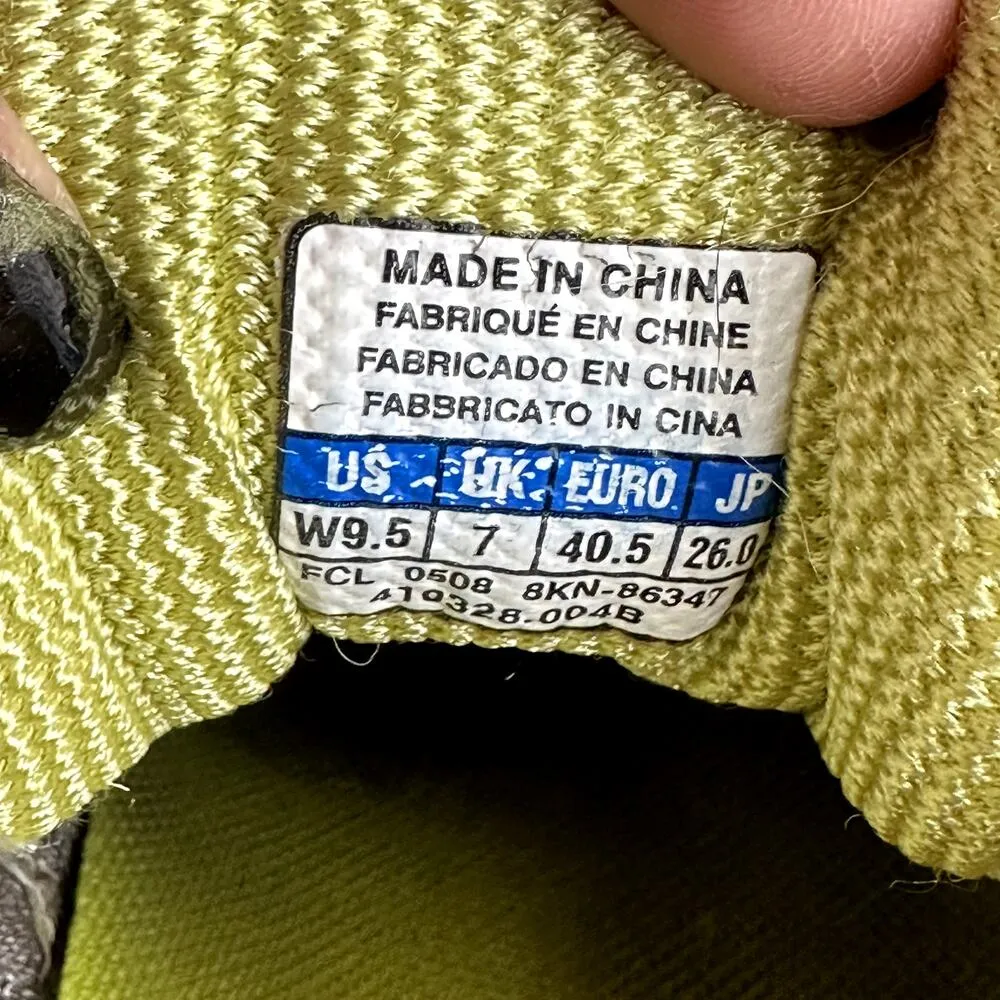 MADE IN CHINA
FABRIQUÉ EN CHINE
FABRICADO EN CHINA
FABBRICATO IN CINA
US UK EURO JP
W9.5 7 40.5 26.0
FCL 0508 8KN-86347
419328-004B